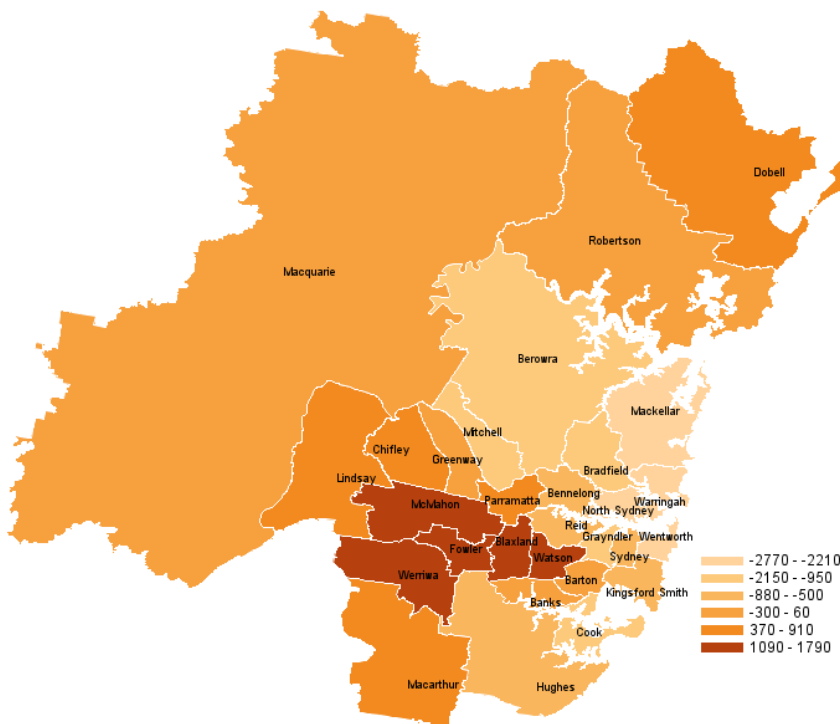 Dobell
Robertson
Macquarie
Berowra
Mackellar
Mitchell
Chifley
Greenway
Bradfield
Lindsay
Parramatta
Bennelong
Warringah
McMahon
North Sydney
Reid
Grayndler
Wentworth
Blaxland
Fowler
Watson
Sydney
Werriwa
Barton
Kingsford Smith
Banks
Cook
Macarthur
Hughes
-2770 - -2210
-2150 - -950
-880 - -500
-300 - 60
370 - 910
1090 - 1790